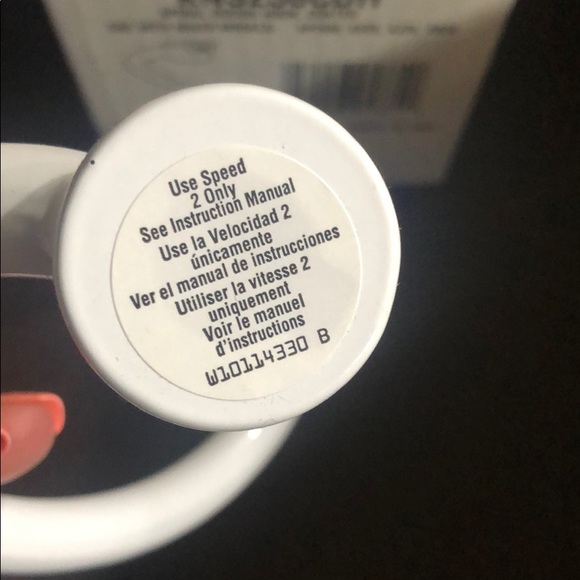 Use Speed
2 Only
See Instruction Manual
Use la Velocidad 2
únicamente
Ver el manual de instrucciones
Utiliser la vitesse 2
uniquement
Voir le manuel
d'instructions
W10114330 B